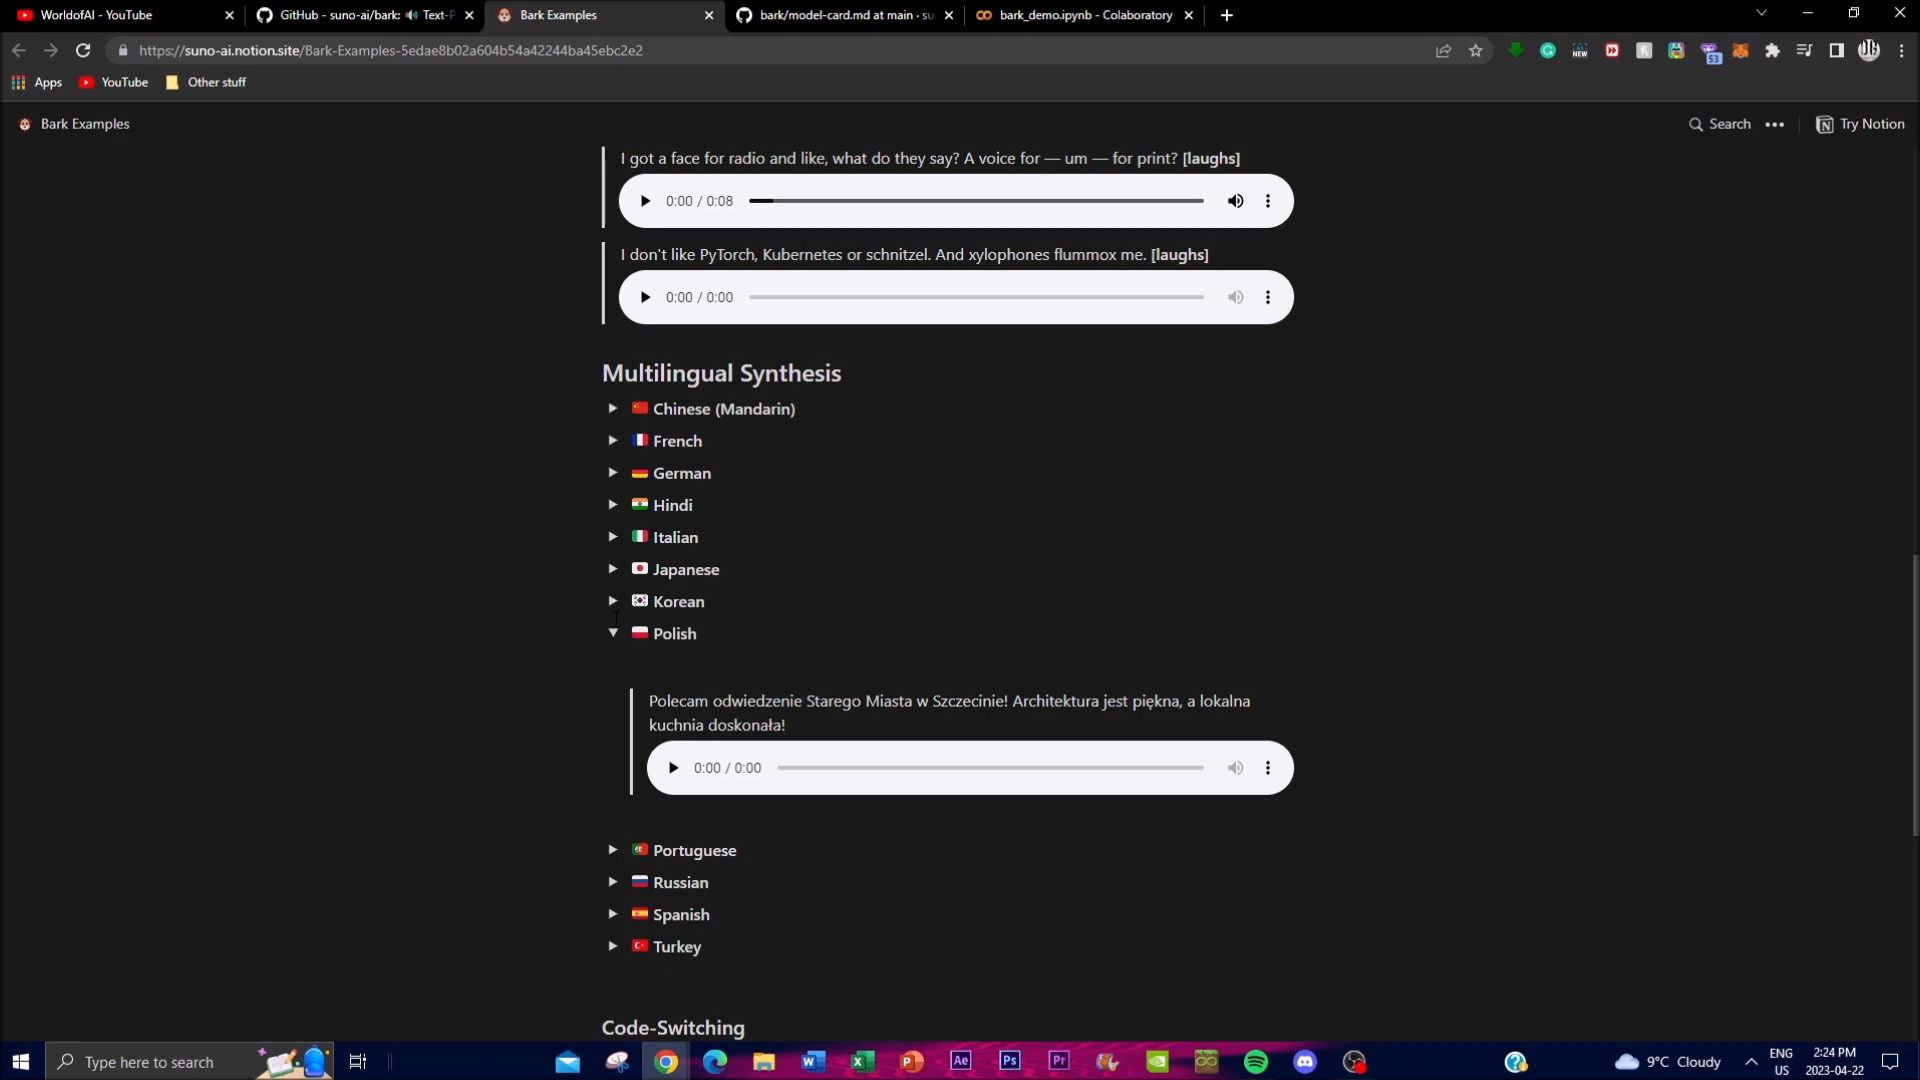 WorldofAI - YouTube
GitHub - suno-ai/bark: 🔊 Text-P
Bark Examples
bark/model-card.md at main · su
bark_demo.ipynb - Colaboratory
https://suno-ai.notion.site/Bark-Examples-5edae8b02a604b54a42244ba45ebc2e2
NEW
53
Apps
YouTube
Other stuff
Bark Examples
Search
Try Notion
I got a face for radio and like, what do they say? A voice for — um — for print? [laughs]
0:00 / 0:08
I don't like PyTorch, Kubernetes or schnitzel. And xylophones flummox me. [laughs]
0:00 / 0:00
Multilingual Synthesis
Chinese (Mandarin)
French
German
Hindi
Italian
Japanese
Korean
Polish
Polecam odwiedzenie Starego Miasta w Szczecinie! Architektura jest piękna, a lokalna
kuchnia doskonała!
0:00 / 0:00
Portuguese
Russian
Spanish
Turkey
Code-Switching
Type here to search
Ae
Ps
Pr
9°C Cloudy
ENG
US
2:24 PM
2023-04-22